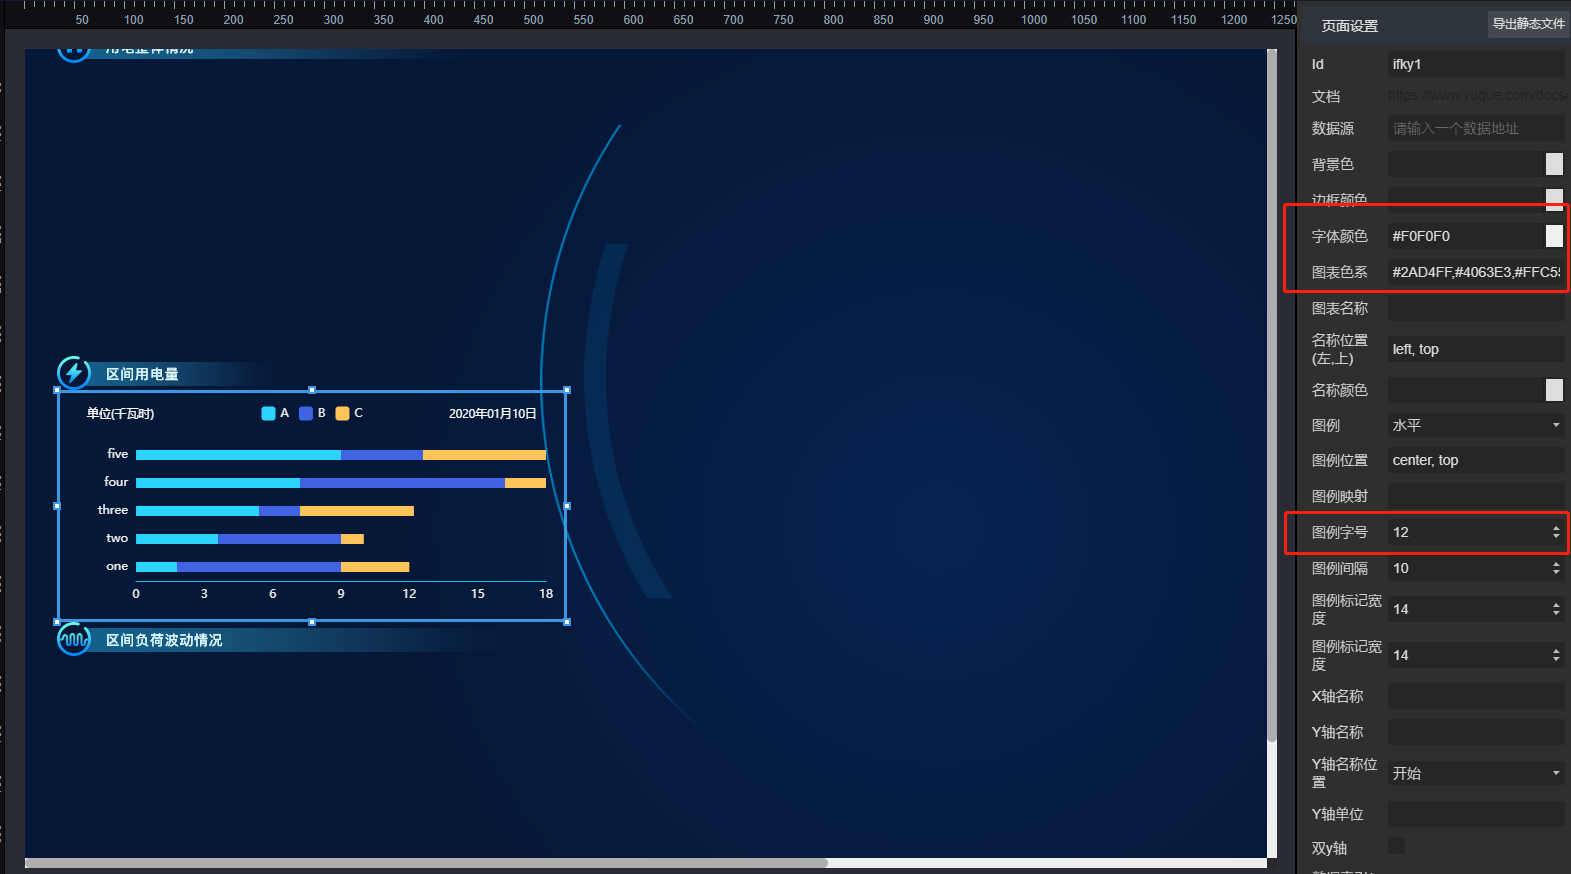 50 100 150 200 250 300 350 400 450 500 550 600 650 700 750 800 850 900 950 1000 1050 1100 1150 1200 1250
页面设置
导出静态文件
用电整体情况
Id ifky1
文档 https://www.yuque.com/docs/
数据源 请输入一个数据地址
背景色
边框颜色
字体颜色 #F0F0F0
图表色系 #2AD4FF,#4063E3,#FFC55
图表名称
名称位置
(左,上) left, top
名称颜色
图例 水平
图例位置 center, top
图例映射
图例字号 12
图例间隔 10
图例标记宽
度 14
图例标记宽
度 14
X轴名称
Y轴名称
Y轴名称位
置 开始
Y轴单位
双y轴
区间用电量
单位(千瓦时) A B C 2020年01月10日
five
four
three
two
one
0 3 6 9 12 15 18
区间负荷波动情况